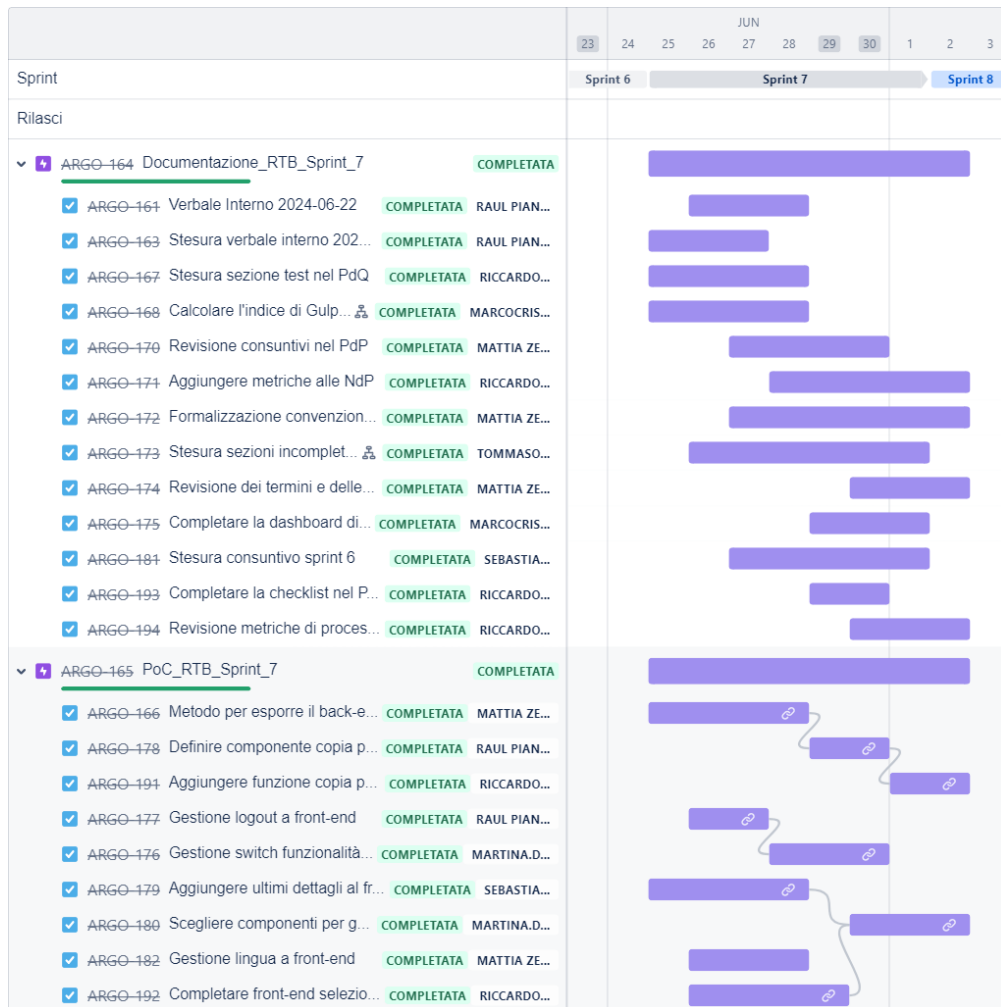 JUN
23 24 25 26 27 28 29 30 1 2 3
Sprint Sprint 6 Sprint 7 Sprint 8
Rilasci
ARGO-164 Documentazione_RTB_Sprint_7 COMPLETATA
ARGO-161 Verbale Interno 2024-06-22 COMPLETATA RAUL PIAN...
ARGO-163 Stesura verbale interno 202... COMPLETATA RAUL PIAN...
ARGO-167 Stesura sezione test nel PdQ COMPLETATA RICCARDO...
ARGO-168 Calcolare l'indice di Gulp... COMPLETATA MARCOCRIS...
ARGO-170 Revisione consuntivi nel PdP COMPLETATA MATTIA ZE...
ARGO-171 Aggiungere metriche alle NdP COMPLETATA RICCARDO...
ARGO-172 Formalizzazione convenzion... COMPLETATA MATTIA ZE...
ARGO-173 Stesura sezioni incomplet... COMPLETATA TOMMASO...
ARGO-174 Revisione dei termini e delle... COMPLETATA MATTIA ZE...
ARGO-175 Completare la dashboard di... COMPLETATA MARCOCRIS...
ARGO-181 Stesura consuntivo sprint 6 COMPLETATA SEBASTIA...
ARGO-193 Completare la checklist nel P... COMPLETATA RICCARDO...
ARGO-194 Revisione metriche di proces... COMPLETATA RICCARDO...
ARGO-165 PoC_RTB_Sprint_7 COMPLETATA
ARGO-166 Metodo per esporre il back-e... COMPLETATA MATTIA ZE...
ARGO-178 Definire componente copia p... COMPLETATA RAUL PIAN...
ARGO-191 Aggiungere funzione copia p... COMPLETATA RICCARDO...
ARGO-177 Gestione logout a front-end COMPLETATA RAUL PIAN...
ARGO-176 Gestione switch funzionalità... COMPLETATA MARTINA.D...
ARGO-179 Aggiungere ultimi dettagli al fr... COMPLETATA SEBASTIA...
ARGO-180 Scegliere componenti per g... COMPLETATA MARTINA.D...
ARGO-182 Gestione lingua a front-end COMPLETATA MATTIA ZE...
ARGO-192 Completare front-end selezio... COMPLETATA RICCARDO...